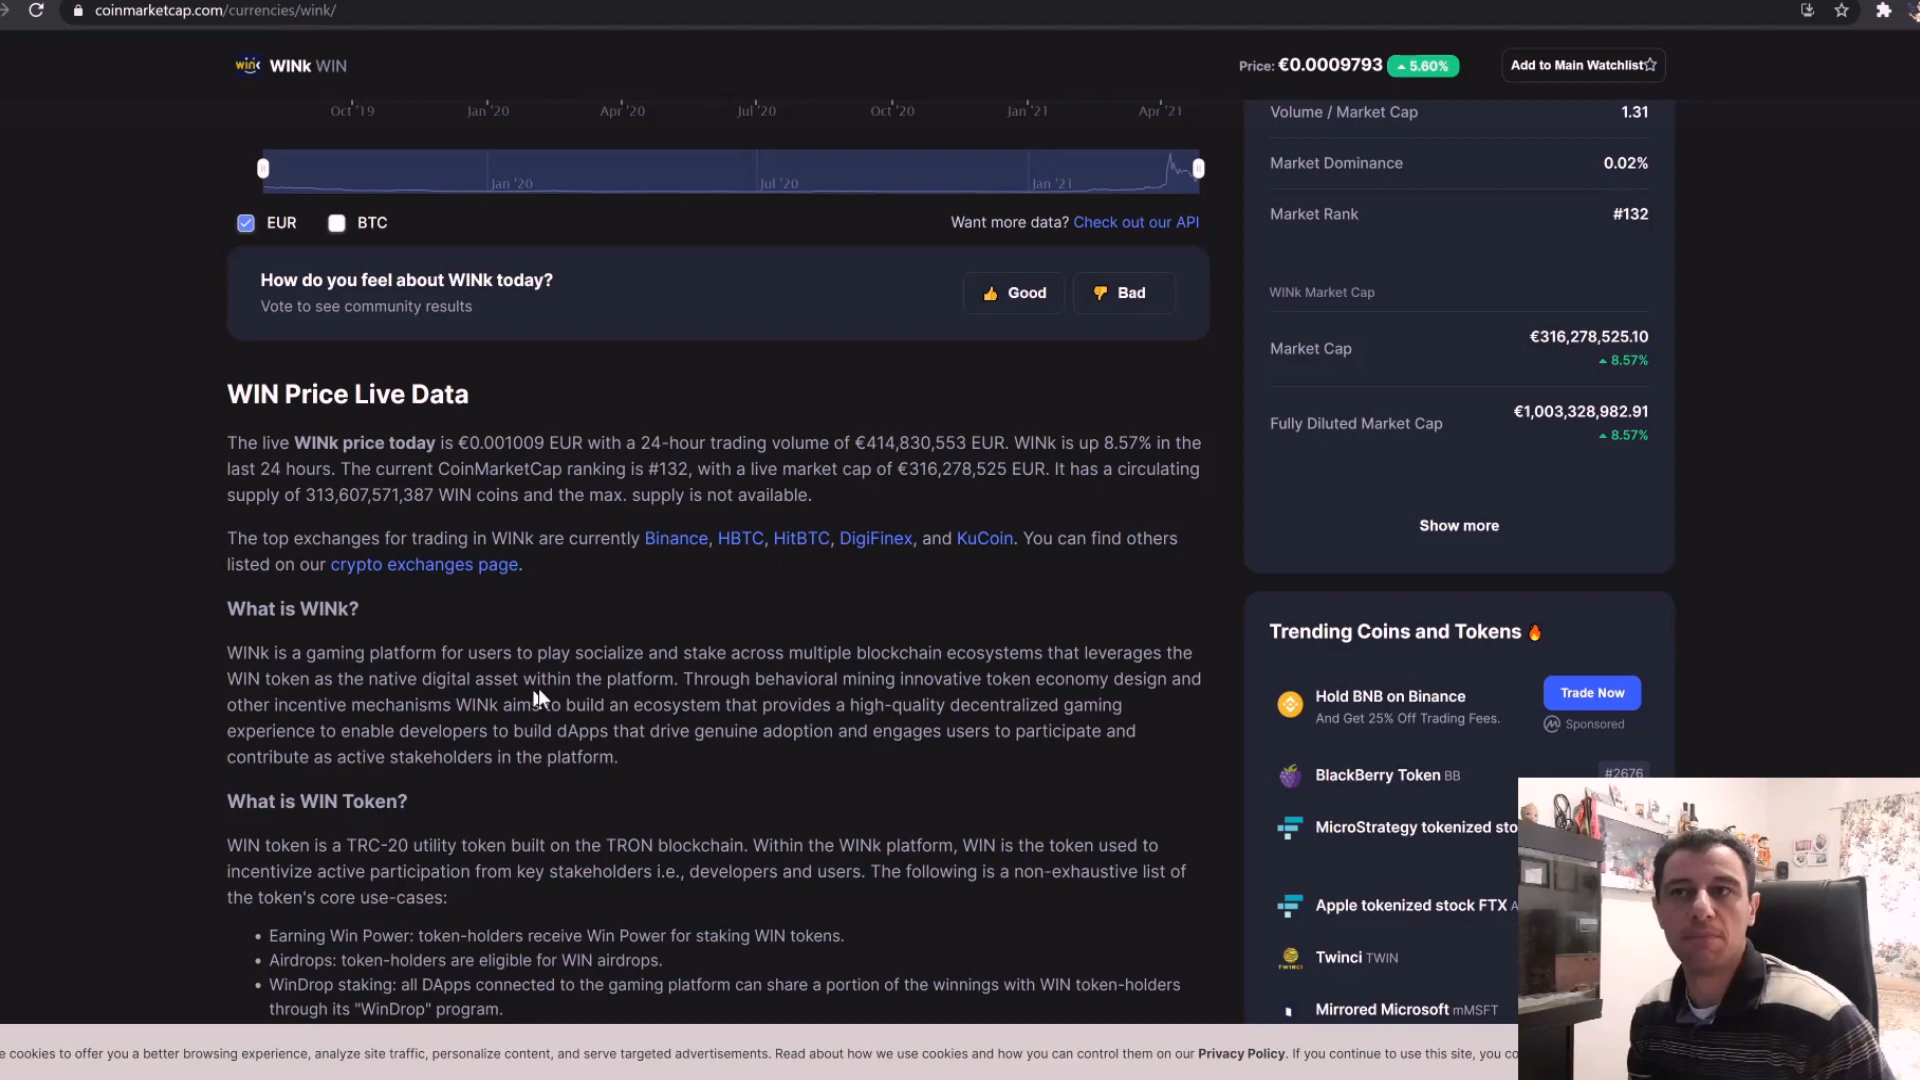 coinmarketcap.com/currencies/wink/
WINk WIN
Price: €0.0009793 5.60%
Add to Main Watchlist
Oct '19 Jan '20 Apr '20 Jul '20 Oct '20 Jan '21 Apr '21
Jan '20 Jul '20 Jan '21
EUR BTC
Want more data? Check out our API
How do you feel about WINk today?
Vote to see community results
Good Bad
WIN Price Live Data
The live WINk price today is €0.001009 EUR with a 24-hour trading volume of €414,830,553 EUR. WINk is up 8.57% in the
last 24 hours. The current CoinMarketCap ranking is #132, with a live market cap of €316,278,525 EUR. It has a circulating
supply of 313,607,571,387 WIN coins and the max. supply is not available.
The top exchanges for trading in WINk are currently Binance, HBTC, HitBTC, DigiFinex, and KuCoin. You can find others
listed on our crypto exchanges page.
What is WINk?
WINk is a gaming platform for users to play socialize and stake across multiple blockchain ecosystems that leverages the
WIN token as the native digital asset within the platform. Through behavioral mining innovative token economy design and
other incentive mechanisms WINk aims to build an ecosystem that provides a high-quality decentralized gaming
experience to enable developers to build dApps that drive genuine adoption and engages users to participate and
contribute as active stakeholders in the platform.
What is WIN Token?
WIN token is a TRC-20 utility token built on the TRON blockchain. Within the WINk platform, WIN is the token used to
incentivize active participation from key stakeholders i.e., developers and users. The following is a non-exhaustive list of
the token's core use-cases:
• Earning Win Power: token-holders receive Win Power for staking WIN tokens.
• Airdrops: token-holders are eligible for WIN airdrops.
• WinDrop staking: all DApps connected to the gaming platform can share a portion of the winnings with WIN token-holders
through its "WinDrop" program.
Volume / Market Cap 1.31
Market Dominance 0.02%
Market Rank #132
WINk Market Cap
Market Cap €316,278,525.10
8.57%
Fully Diluted Market Cap €1,003,328,982.91
8.57%
Show more
Trending Coins and Tokens
Hold BNB on Binance
And Get 25% Off Trading Fees.
Trade Now
Sponsored
BlackBerry Token BB #2676
MicroStrategy tokenized sto
Apple tokenized stock FTX A
Twinci TWIN
Mirrored Microsoft mMSFT
e cookies to offer you a better browsing experience, analyze site traffic, personalize content, and serve targeted advertisements. Read about how we use cookies and how you can control them on our Privacy Policy. If you continue to use this site, you co